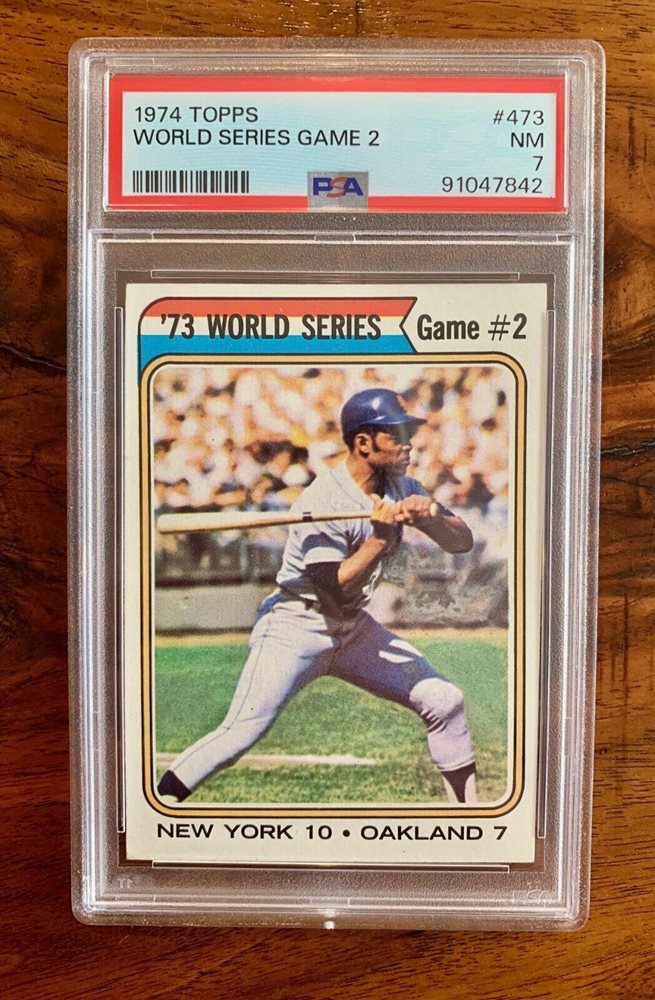 1974 TOPPS #473
WORLD SERIES GAME 2 NM
7
PSA 91047842
'73 WORLD SERIES Game #2
NEW YORK 10 • OAKLAND 7